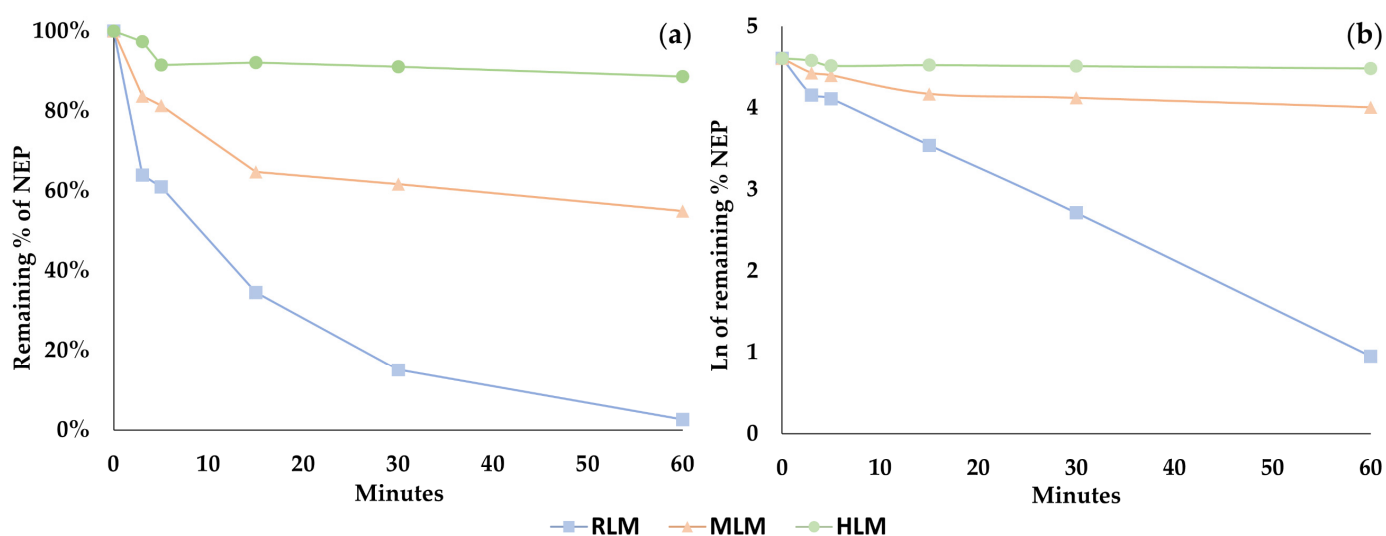 (a)
Remaining % of NEP
100%
80%
60%
40%
20%
0%
0 10 20 30 40 50 60
Minutes
(b)
Ln of remaining % NEP
5
4
3
2
1
0
0 10 20 30 40 50 60
Minutes
RLM MLM HLM